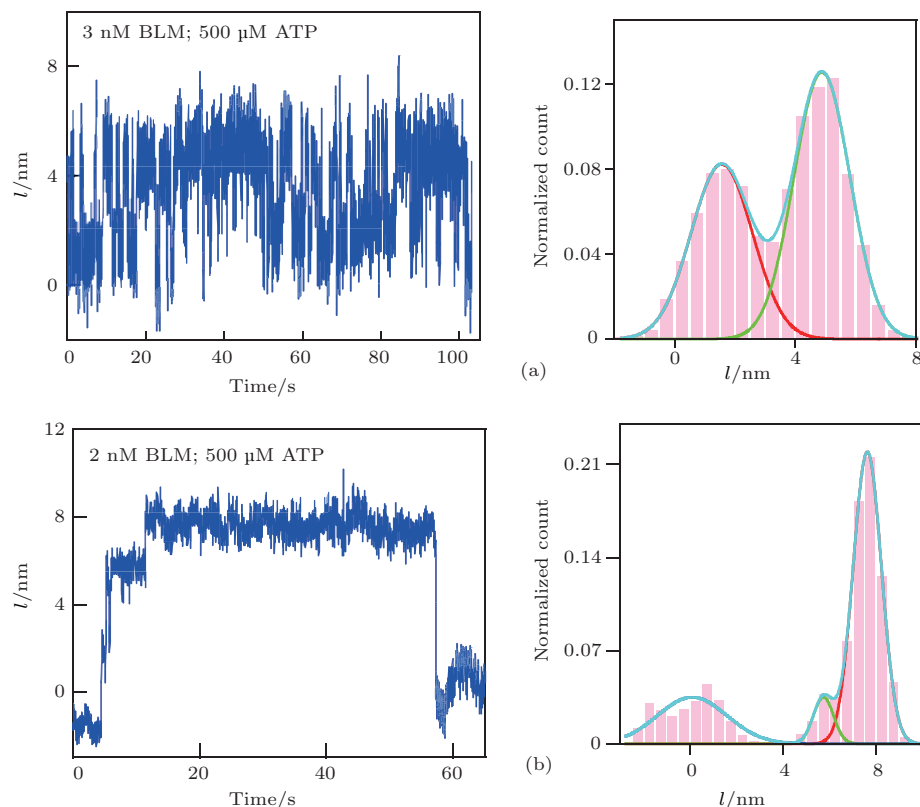 3 nM BLM; 500 µM ATP
8
4
0
l/nm
0 20 40 60 80 100
Time/s
0.12
0.08
0.04
0
Normalized count
0 4 8
l/nm
(a)
12
2 nM BLM; 500 µM ATP
8
4
0
l/nm
0 20 40 60
Time/s
0.21
0.14
0.07
0
Normalized count
0 4 8
l/nm
(b)